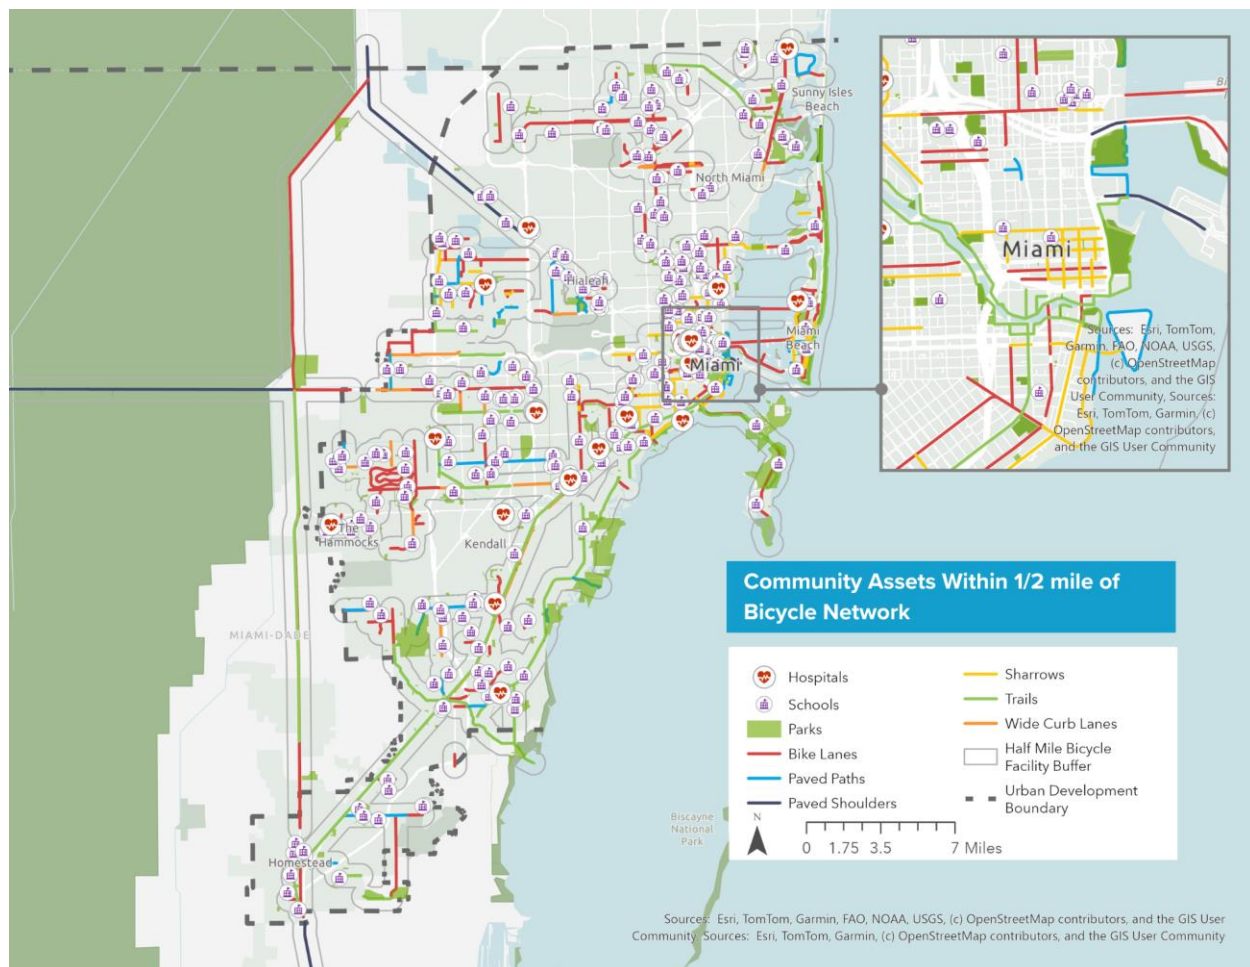 Sunny Isles
Beach
North Miami
Hialeah
Miami
Beach
Miami
Miami
Sources: Esri, TomTom,
Garmin, FAO, NOAA, USGS,
(c) OpenStreetMap
contributors, and the GIS
User Community, Sources:
Esri, TomTom, Garmin, (c)
OpenStreetMap contributors,
and the GIS User Community
The
Hammocks
Kendall
MIAMI-DADE
Homestead
Biscayne
National
Park
Community Assets Within 1/2 mile of
Bicycle Network
Hospitals
Schools
Parks
Bike Lanes
Paved Paths
Paved Shoulders
Sharrows
Trails
Wide Curb Lanes
Half Mile Bicycle
Facility Buffer
Urban Development
Boundary
N
0 1.75 3.5 7 Miles
Sources: Esri, TomTom, Garmin, FAO, NOAA, USGS, (c) OpenStreetMap contributors, and the GIS User
Community Sources: Esri, TomTom, Garmin, (c) OpenStreetMap contributors, and the GIS User Community